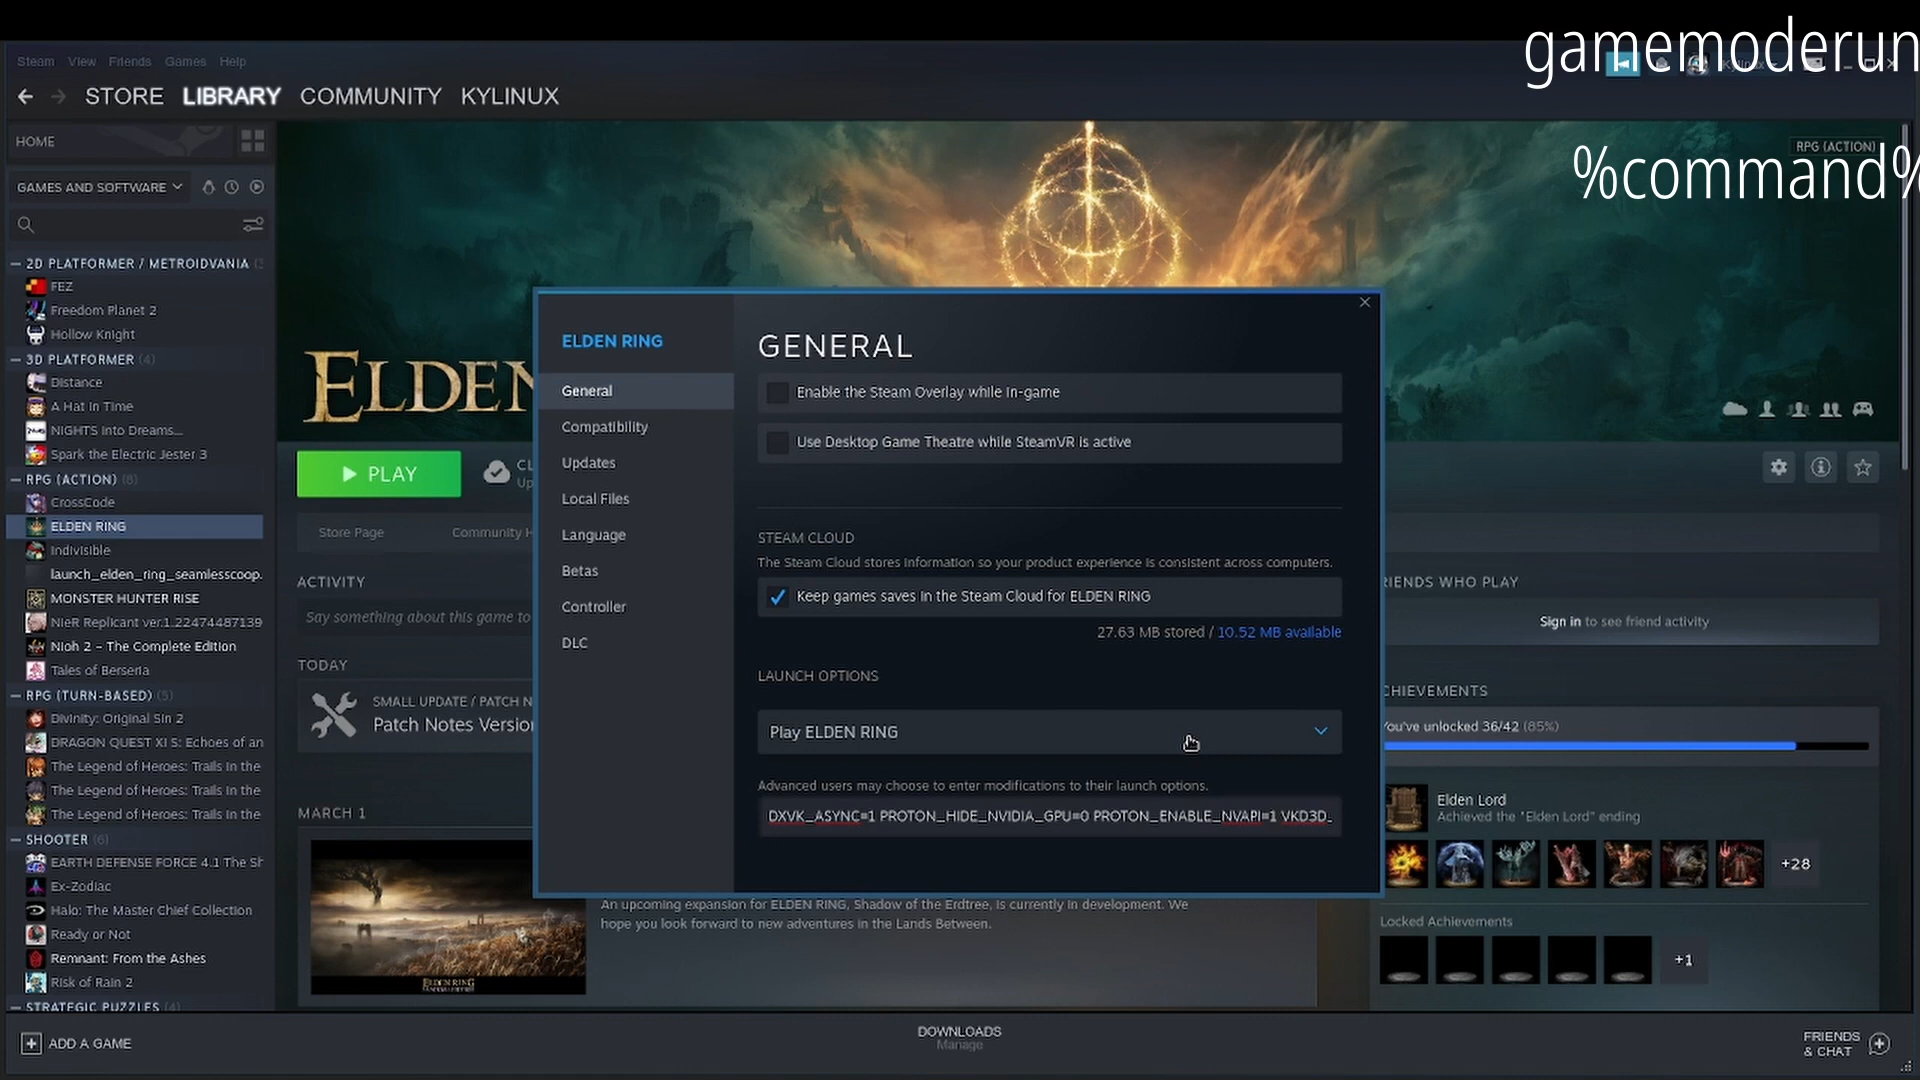 gamemoderun
%command%
Steam View Friends Games Help
STORE LIBRARY COMMUNITY KYLINUX
HOME
GAMES AND SOFTWARE
2D PLATFORMER / METROIDVANIA
FEZ
Freedom Planet 2
Hollow Knight
3D PLATFORMER (4)
Distance
A Hat in Time
NiGHTS Into Dreams...
Spark the Electric Jester 3
RPG (ACTION) (8)
CrossCode
ELDEN RING
Indivisible
launch_elden_ring_seamlesscoop.
MONSTER HUNTER RISE
NieR Replicant ver.1.22474487139
Nioh 2 – The Complete Edition
Tales of Berseria
RPG (TURN-BASED) (5)
Divinity: Original Sin 2
DRAGON QUEST XI S: Echoes of an
The Legend of Heroes: Trails in the
The Legend of Heroes: Trails in the
The Legend of Heroes: Trails in the
SHOOTER (6)
EARTH DEFENSE FORCE 4.1 The Sh
Ex-Zodiac
Halo: The Master Chief Collection
Ready or Not
Remnant: From the Ashes
Risk of Rain 2
STRATEGIC PUZZLES (4)
ADD A GAME
RPG (ACTION)
ELDEN
PLAY
CL
Up
Store Page Community H
ACTIVITY
Say something about this game to
TODAY
SMALL UPDATE / PATCH N
Patch Notes Versio
MARCH 1
ELDEN RING
An upcoming expansion for ELDEN RING, Shadow of the Erdtree, is currently in development. We
hope you look forward to new adventures in the Lands Between.
ELDEN RING
General
Compatibility
Updates
Local Files
Language
Betas
Controller
DLC
GENERAL
Enable the Steam Overlay while in-game
Use Desktop Game Theatre while SteamVR is active
STEAM CLOUD
The Steam Cloud stores information so your product experience is consistent across computers.
Keep games saves in the Steam Cloud for ELDEN RING
27.63 MB stored / 10.52 MB available
LAUNCH OPTIONS
Play ELDEN RING
Advanced users may choose to enter modifications to their launch options.
DXVK_ASYNC=1 PROTON_HIDE_NVIDIA_GPU=0 PROTON_ENABLE_NVAPI=1 VKD3D_
RIENDS WHO PLAY
Sign in to see friend activity
CHIEVEMENTS
You've unlocked 36/42 (85%)
Elden Lord
Achieved the "Elden Lord" ending
+28
Locked Achievements
+1
DOWNLOADS
Manage
FRIENDS
& CHAT